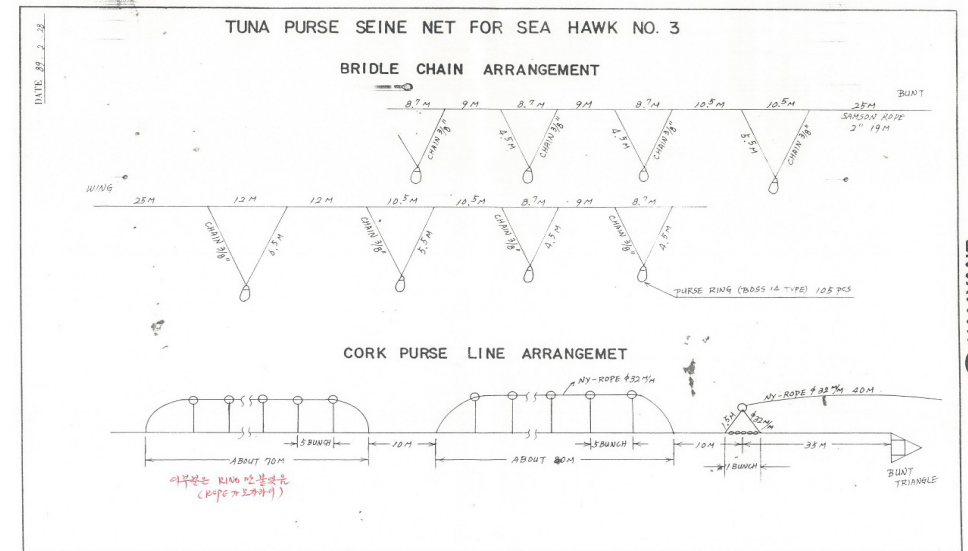 DATE 89. 2. 28
TUNA PURSE SEINE NET FOR SEA HAWK NO. 3
BRIDLE CHAIN ARRANGEMENT
8.7M 9M 8.7M 9M 8.7M 10.5M 10.5M 25M BUNT
SAMSON ROPE
2" 19M
CHAIN 3/8" 4.5M CHAIN 3/8" 4.5M CHAIN 3/8" 5.5M CHAIN 3/8"
WING
25M 12M 12M 10.5M 10.5M 8.7M 9M 8.7M
CHAIN 3/8" 6.5M CHAIN 3/8" 5.5M CHAIN 3/8" 4.5M CHAIN 3/8" 4.5M
PURSE RING (BOSS 14 TYPE) 105 PCS
CORK PURSE LINE ARRANGEMET
NY-ROPE ϕ32 M/M
NY-ROPE ϕ32 M/M 40M
1.5M ϕ32 M/M
5 BUNCH 10M 5 BUNCH 10M 35M
ABOUT 70M ABOUT 80M 1 BUNCH
BUNT
TRIANGLE
이부분은 RING 만 붙였음
(ROPE가 모자라서)